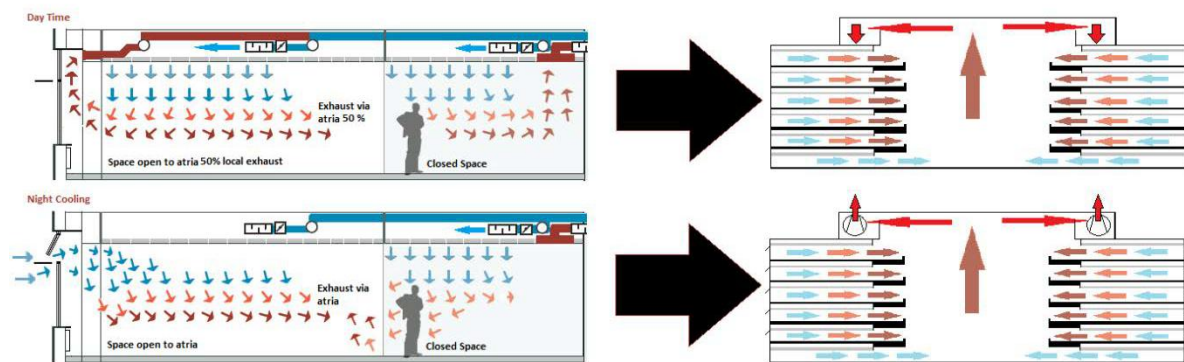 Day Time
Exhaust via
atria 50 %
Space open to atria 50% local exhaust
Closed Space
Night Cooling
Exhaust via
atria
Space open to atria
Closed Space